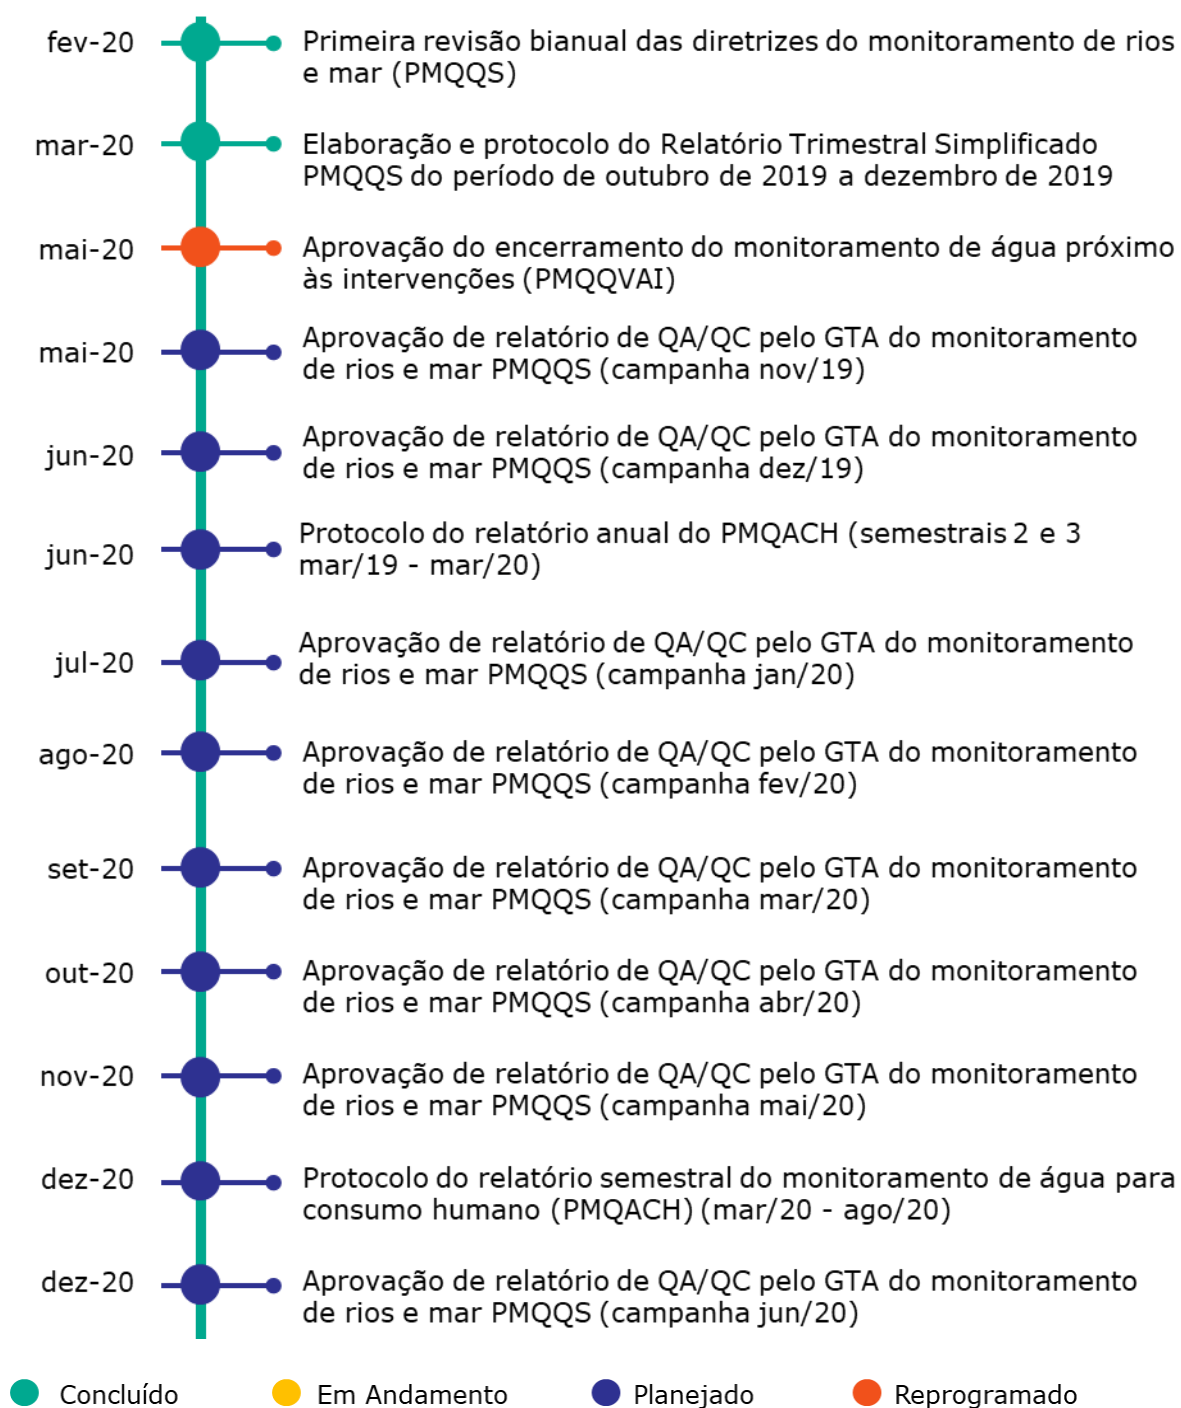 fev-20
Primeira revisão bianual das diretrizes do monitoramento de rios
e mar (PMQQS)
mar-20
Elaboração e protocolo do Relatório Trimestral Simplificado
PMQQS do período de outubro de 2019 a dezembro de 2019
mai-20
Aprovação do encerramento do monitoramento de água próximo
às intervenções (PMQQVAI)
mai-20
Aprovação de relatório de QA/QC pelo GTA do monitoramento
de rios e mar PMQQS (campanha nov/19)
jun-20
Aprovação de relatório de QA/QC pelo GTA do monitoramento
de rios e mar PMQQS (campanha dez/19)
jun-20
Protocolo do relatório anual do PMQACH (semestrais 2 e 3
mar/19 - mar/20)
jul-20
Aprovação de relatório de QA/QC pelo GTA do monitoramento
de rios e mar PMQQS (campanha jan/20)
ago-20
Aprovação de relatório de QA/QC pelo GTA do monitoramento
de rios e mar PMQQS (campanha fev/20)
set-20
Aprovação de relatório de QA/QC pelo GTA do monitoramento
de rios e mar PMQQS (campanha mar/20)
out-20
Aprovação de relatório de QA/QC pelo GTA do monitoramento
de rios e mar PMQQS (campanha abr/20)
nov-20
Aprovação de relatório de QA/QC pelo GTA do monitoramento
de rios e mar PMQQS (campanha mai/20)
dez-20
Protocolo do relatório semestral do monitoramento de água para
consumo humano (PMQACH) (mar/20 - ago/20)
dez-20
Aprovação de relatório de QA/QC pelo GTA do monitoramento
de rios e mar PMQQS (campanha jun/20)
Concluído
Em Andamento
Planejado
Reprogramado